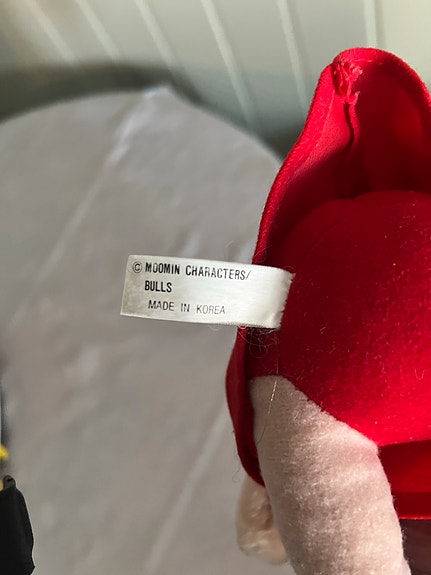 © MOOMIN CHARACTERS/
BULLS
MADE IN KOREA